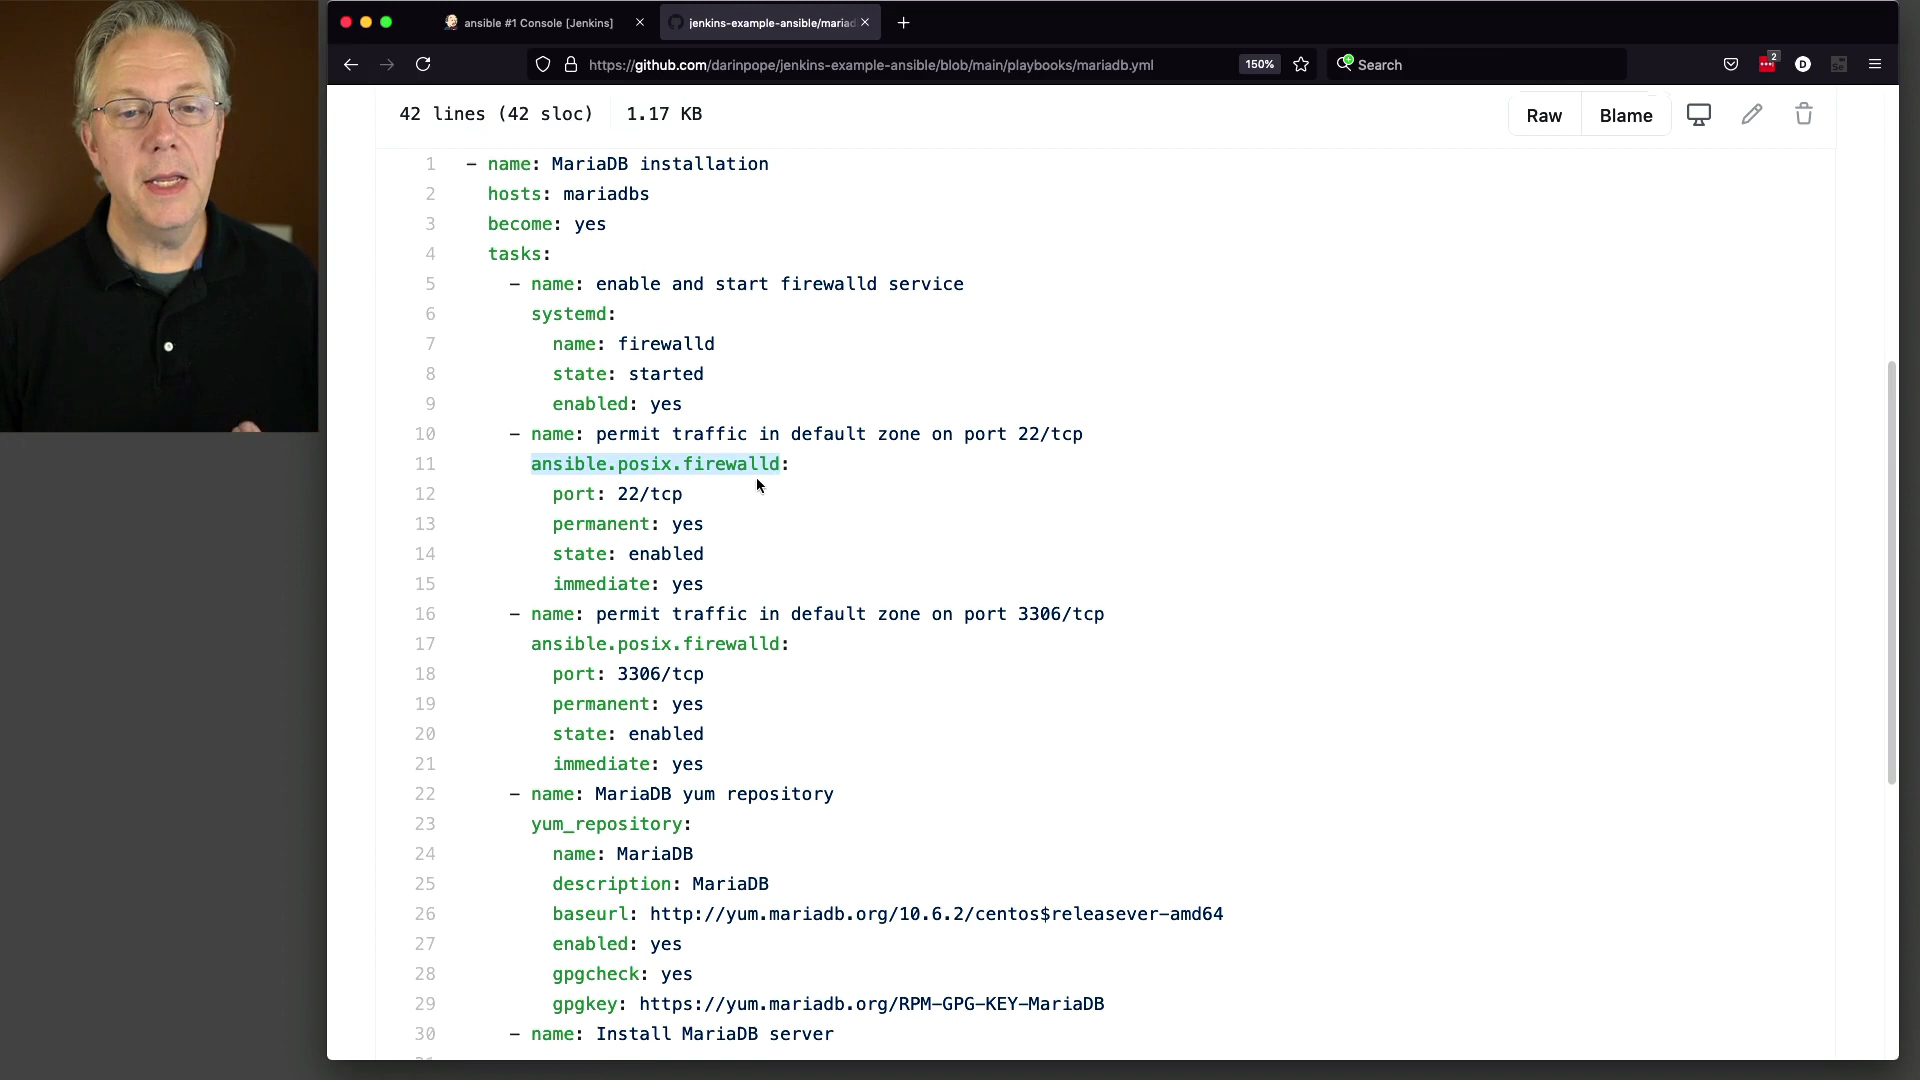 ansible #1 Console [Jenkins]
jenkins-example-ansible/mariad
https://github.com/darinpope/jenkins-example-ansible/blob/main/playbooks/mariadb.yml
150%
Search
2
D
Se
42 lines (42 sloc) 1.17 KB
Raw
Blame
1 - name: MariaDB installation
2 hosts: mariadbs
3 become: yes
4 tasks:
5 - name: enable and start firewalld service
6 systemd:
7 name: firewalld
8 state: started
9 enabled: yes
10 - name: permit traffic in default zone on port 22/tcp
11 ansible.posix.firewalld:
12 port: 22/tcp
13 permanent: yes
14 state: enabled
15 immediate: yes
16 - name: permit traffic in default zone on port 3306/tcp
17 ansible.posix.firewalld:
18 port: 3306/tcp
19 permanent: yes
20 state: enabled
21 immediate: yes
22 - name: MariaDB yum repository
23 yum_repository:
24 name: MariaDB
25 description: MariaDB
26 baseurl: http://yum.mariadb.org/10.6.2/centos$releasever-amd64
27 enabled: yes
28 gpgcheck: yes
29 gpgkey: https://yum.mariadb.org/RPM-GPG-KEY-MariaDB
30 - name: Install MariaDB server